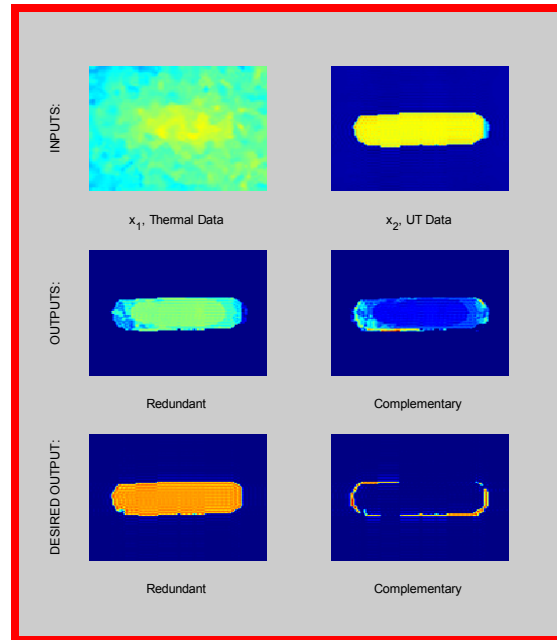 INPUTS:
x1, Thermal Data
x2, UT Data
OUTPUTS:
Redundant
Complementary
DESIRED OUTPUT:
Redundant
Complementary